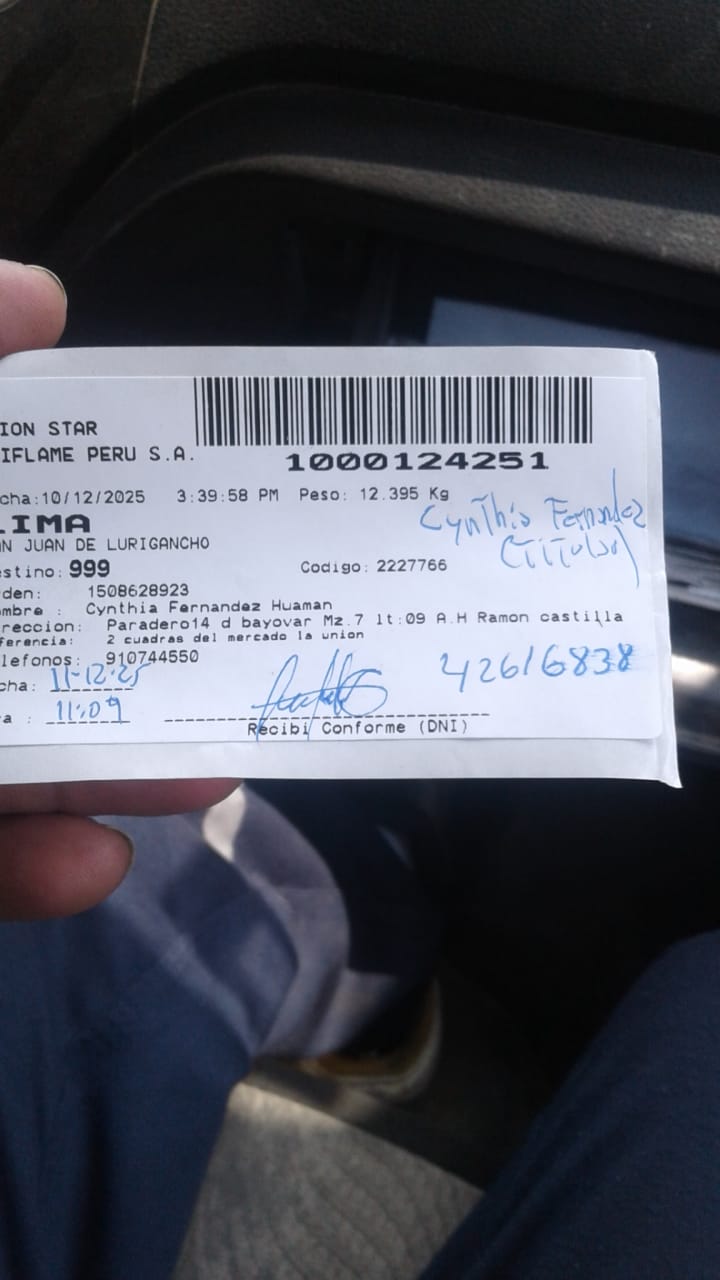 ION STAR
IFLAME PERU S.A.
1000124251
cha:10/12/2025 3:39:58 PM Peso: 12.395 Kg
LIMA
N JUAN DE LURIGANCHO
Cynthia Fernandez
(Titular)
estino: 999 Codigo: 2227766
den: 1508628923
mbre : Cynthia Fernandez Huaman
reccion: Paradero14 d bayovar Mz.7 lt:09 A.H Ramon castilla
ferencia: 2 cuadras del mercado la union
lefonos: 910744550
cha: 11-12-25
42616838
a : 11:09
Recibi Conforme (DNI)